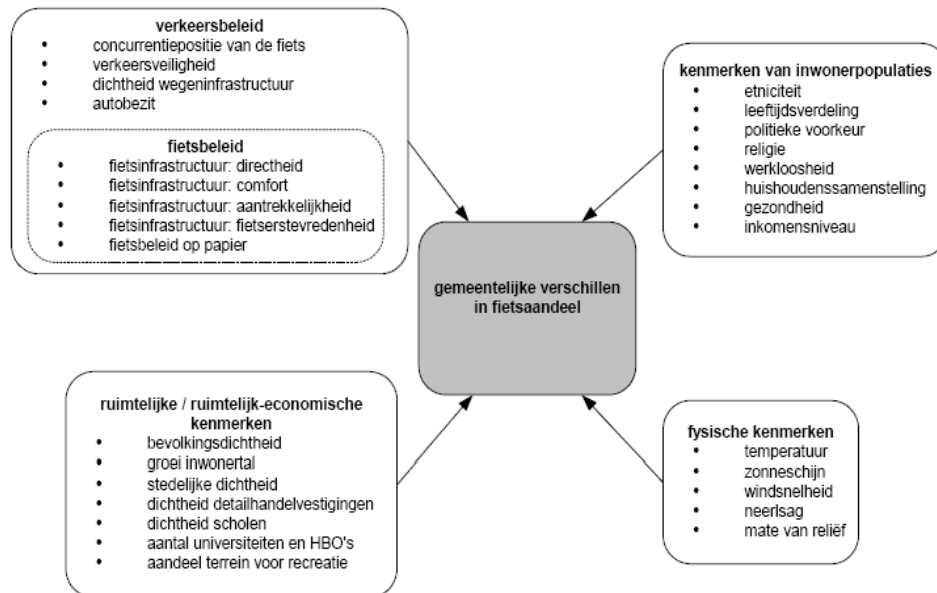 verkeersbeleid
• concurrentiepositie van de fiets
• verkeersveiligheid
• dichtheid wegeninfrastructuur
• autobezit
fietsbeleid
• fietsinfrastructuur: directheid
• fietsinfrastructuur: comfort
• fietsinfrastructuur: aantrekkelijkheid
• fietsinfrastructuur: fietserstevredenheid
• fietsbeleid op papier
kenmerken van inwonerpopulaties
• etniciteit
• leeftijdsverdeling
• politieke voorkeur
• religie
• werkloosheid
• huishoudenssamenstelling
• gezondheid
• inkomensniveau
gemeentelijke verschillen
in fietsaandeel
ruimtelijke / ruimtelijk-economische
kenmerken
• bevolkingsdichtheid
• groei inwonertal
• stedelijke dichtheid
• dichtheid detailhandelvestigingen
• dichtheid scholen
• aantal universiteiten en HBO's
• aandeel terrein voor recreatie
fysische kenmerken
• temperatuur
• zonneschijn
• windsnelheid
• neerlsag
• mate van reliëf